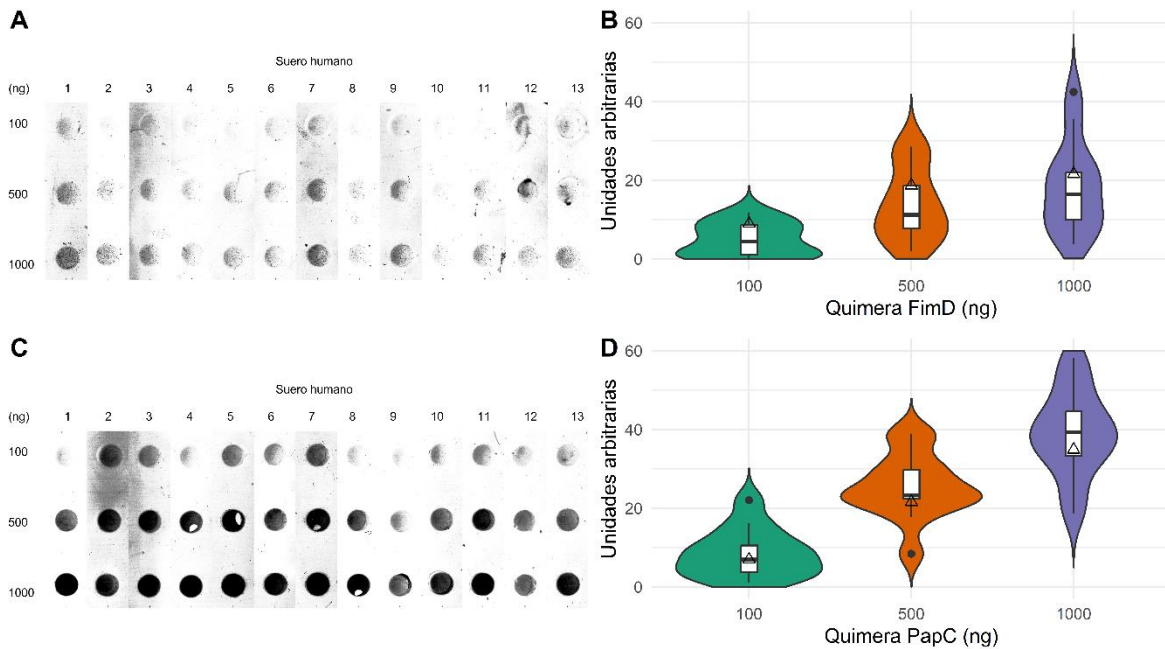 A
Suero humano
(ng) 1 2 3 4 5 6 7 8 9 10 11 12 13
100
500
1000
B
Unidades arbitrarias
60
40
20
0
100 500 1000
Quimera FimD (ng)
C
Suero humano
(ng) 1 2 3 4 5 6 7 8 9 10 11 12 13
100
500
1000
D
Unidades arbitrarias
60
40
20
0
100 500 1000
Quimera PapC (ng)